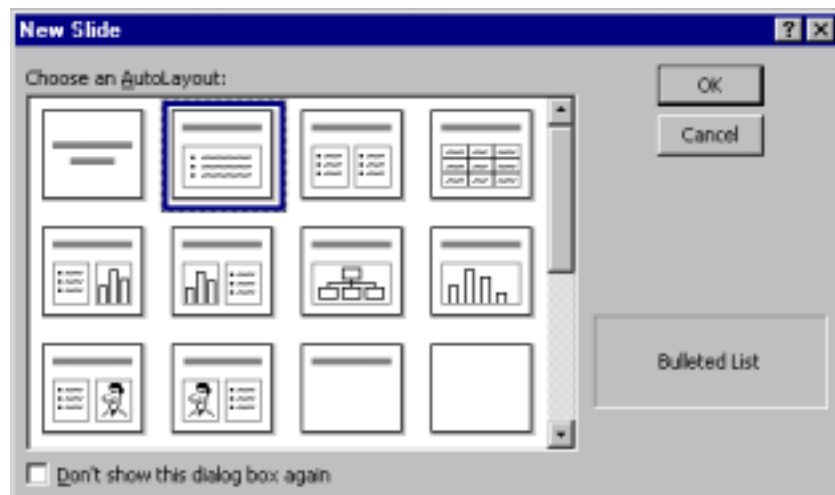 New Slide
Choose an AutoLayout:
OK
Cancel
Bulleted List
Don't show this dialog box again